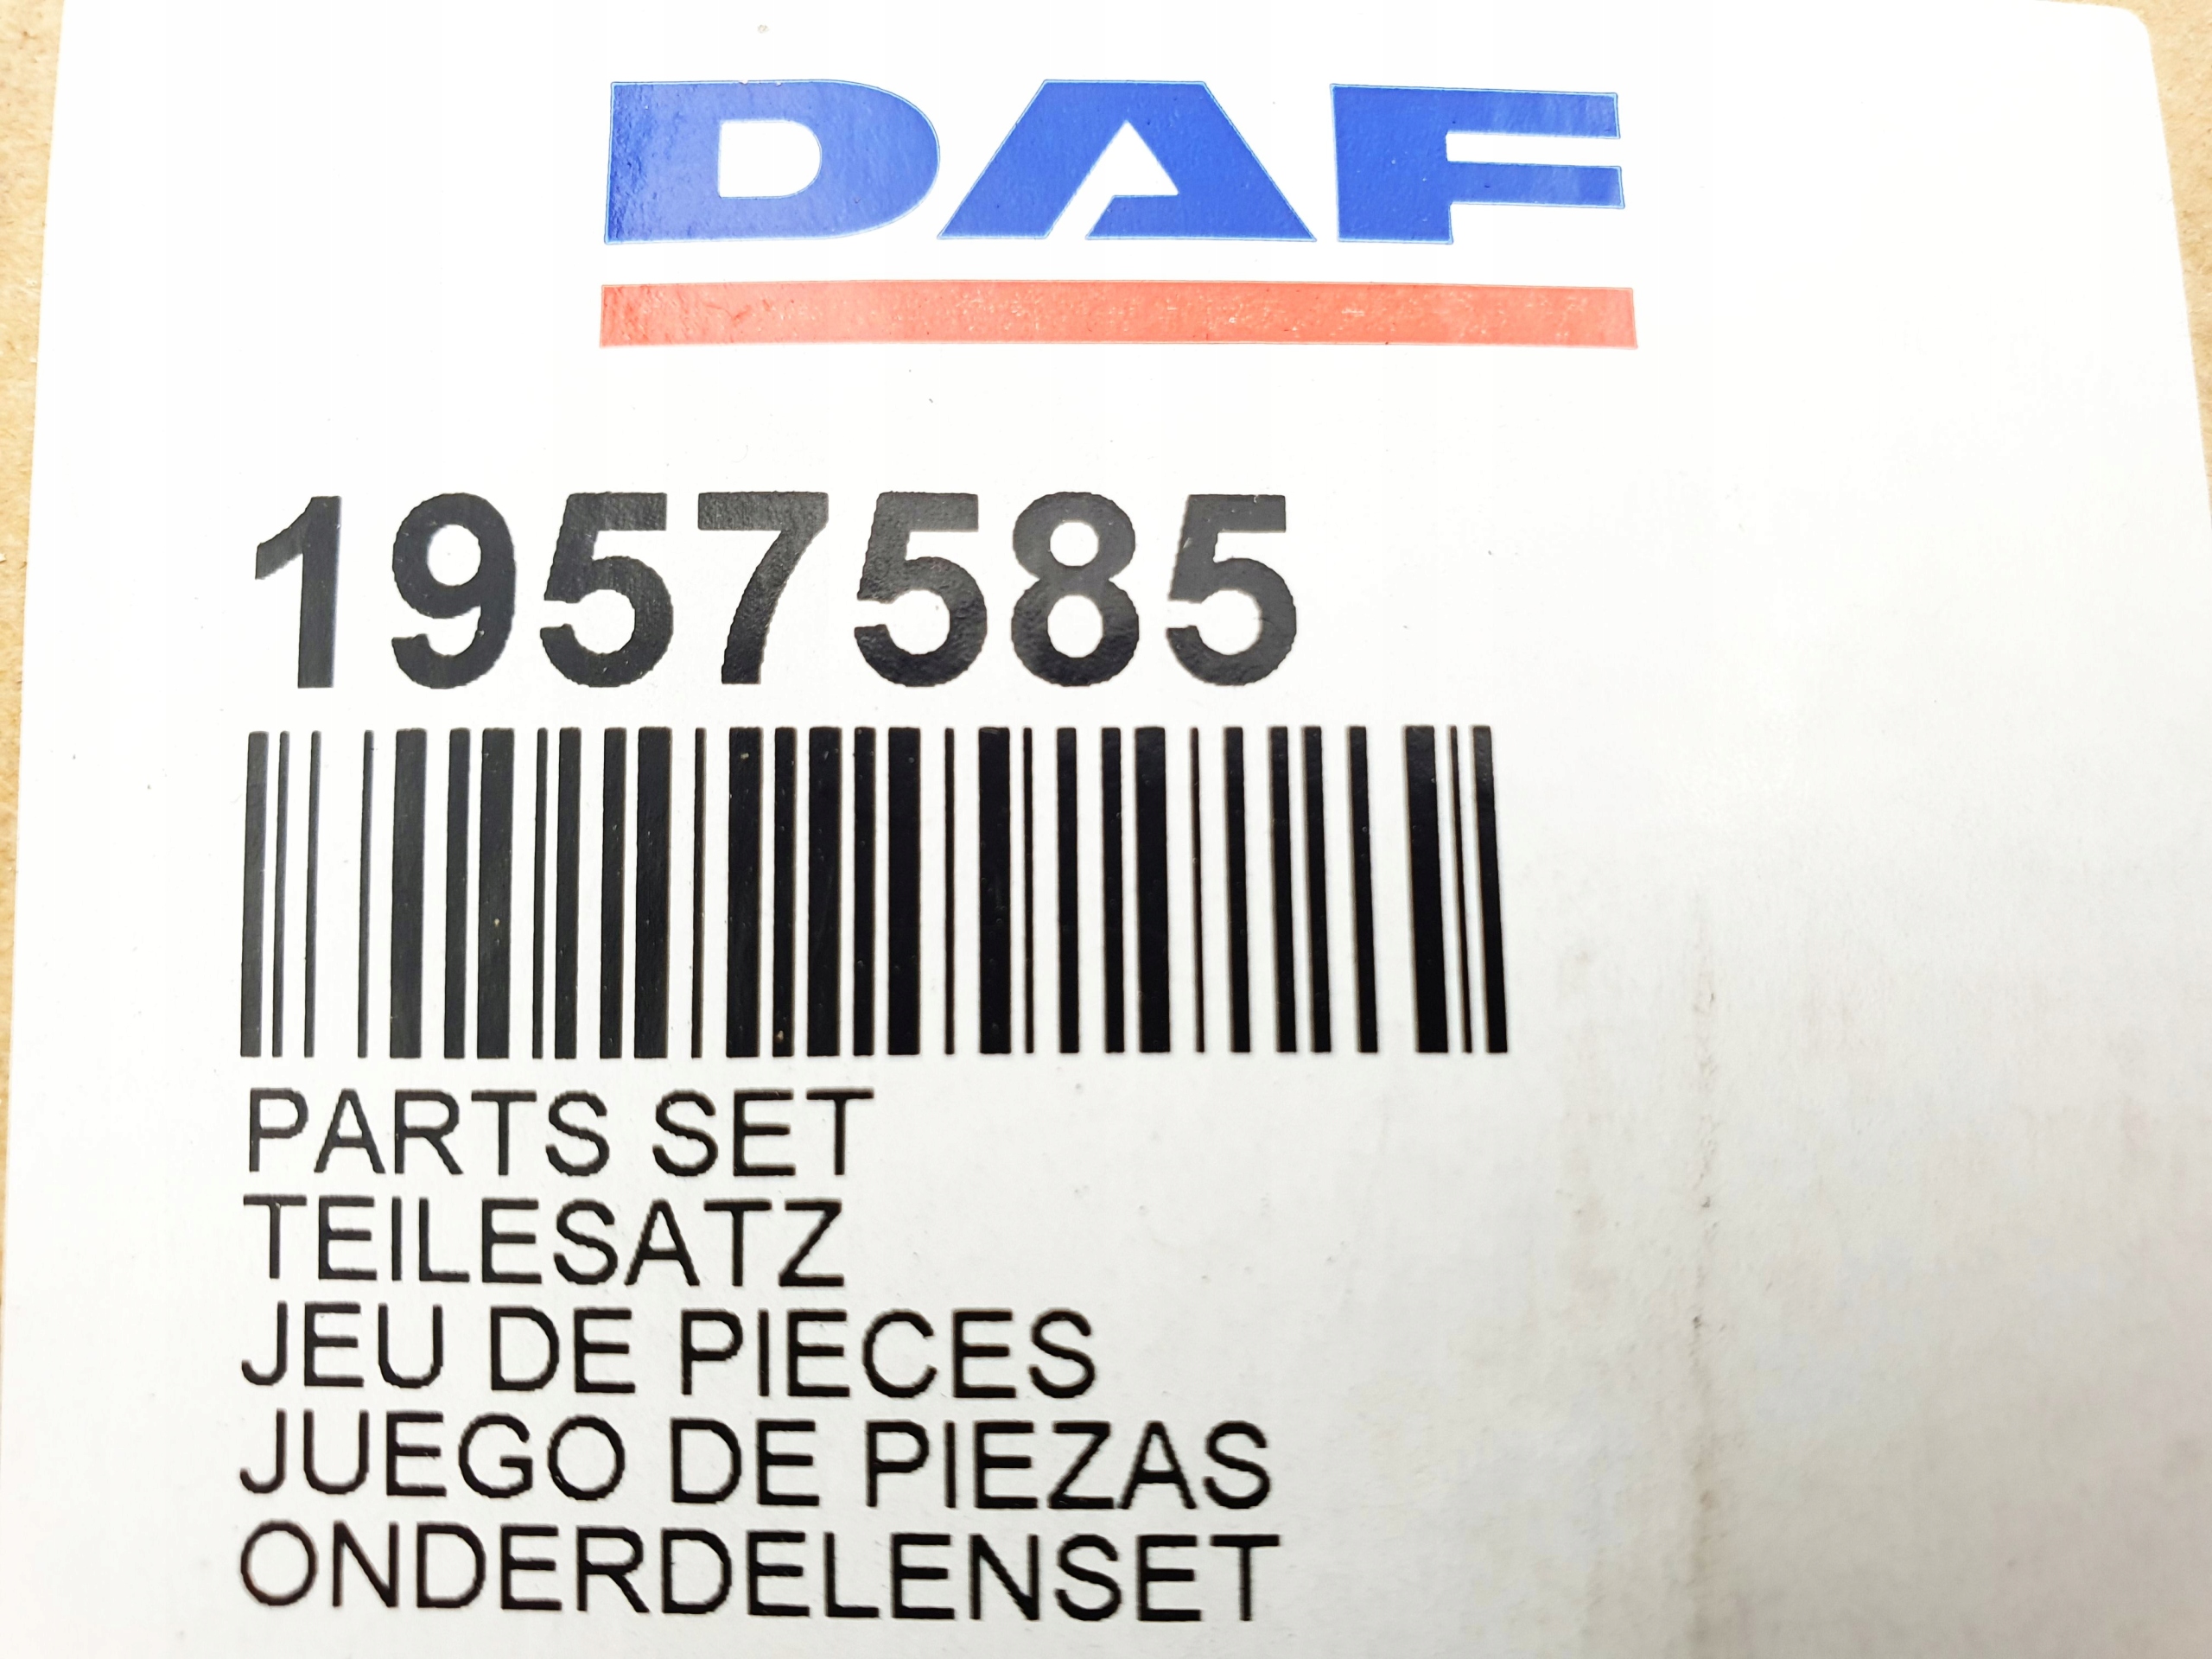 DAF
1957585
PARTS SET
TEILESATZ
JEU DE PIECES
JUEGO DE PIEZAS
ONDERDELENSET